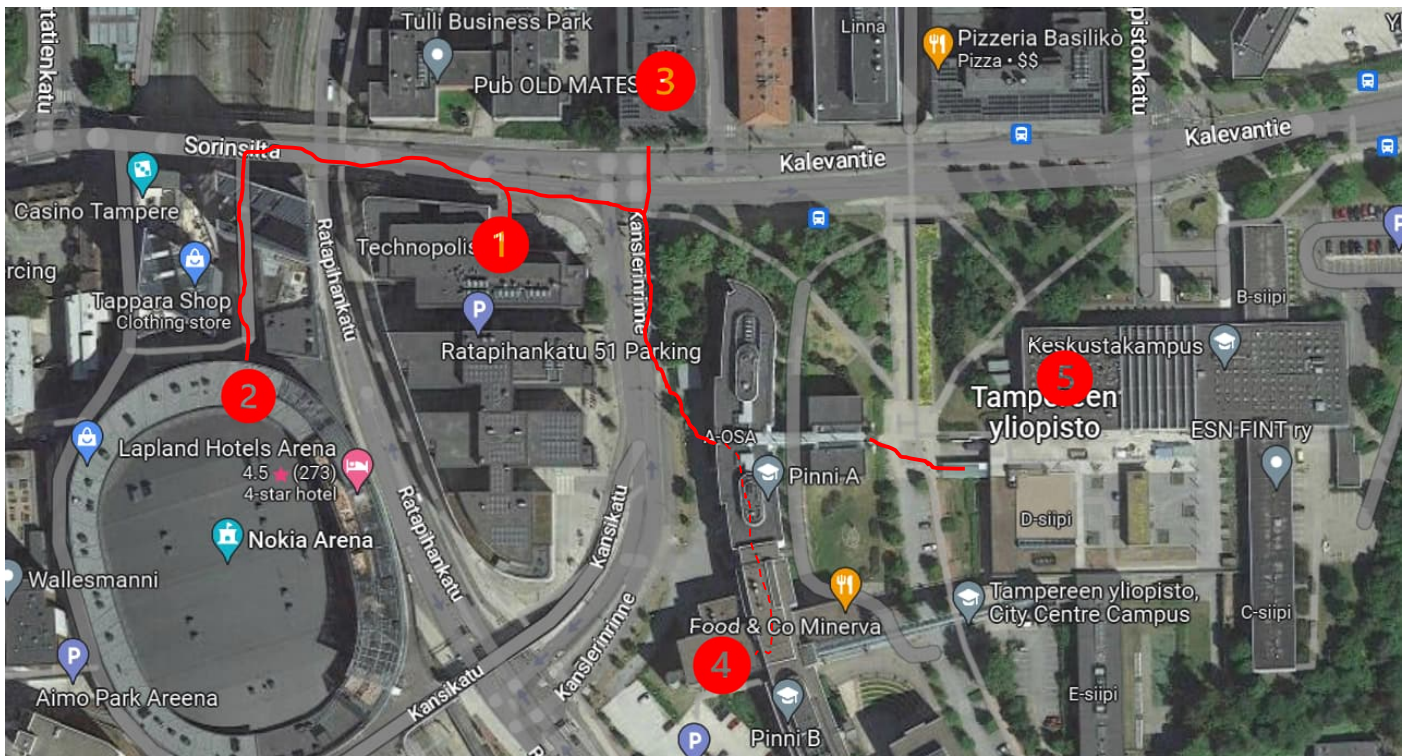 tatienkatu
Tulli Business Park
Linna
Pizzeria Basilikò
Pizza • $$
pistonkatu
Pub OLD MATES
3
Sorinsilta
Kalevantie
Kalevantie
Casino Tampere
Technopolis
1
Kanslerinrinne
Ratapihankatu
P
ercing
Tappara Shop
Clothing store
P
B-siipi
Ratapihankatu 51 Parking
Keskustakampus
2
5
Tampereen
yliopisto
A-OSA
ESN FINT ry
Lapland Hotels Arena
4.5 ★ (273)
4-star hotel
Pinni A
Ratapihankatu
Kansikatu
D-siipi
Nokia Arena
Wallesmanni
Tampereen yliopisto,
City Centre Campus
C-siipi
Food & Co Minerva
Kanslerinrinne
4
P
Aimo Park Areena
Kansikatu
E-siipi
P
Pinni B